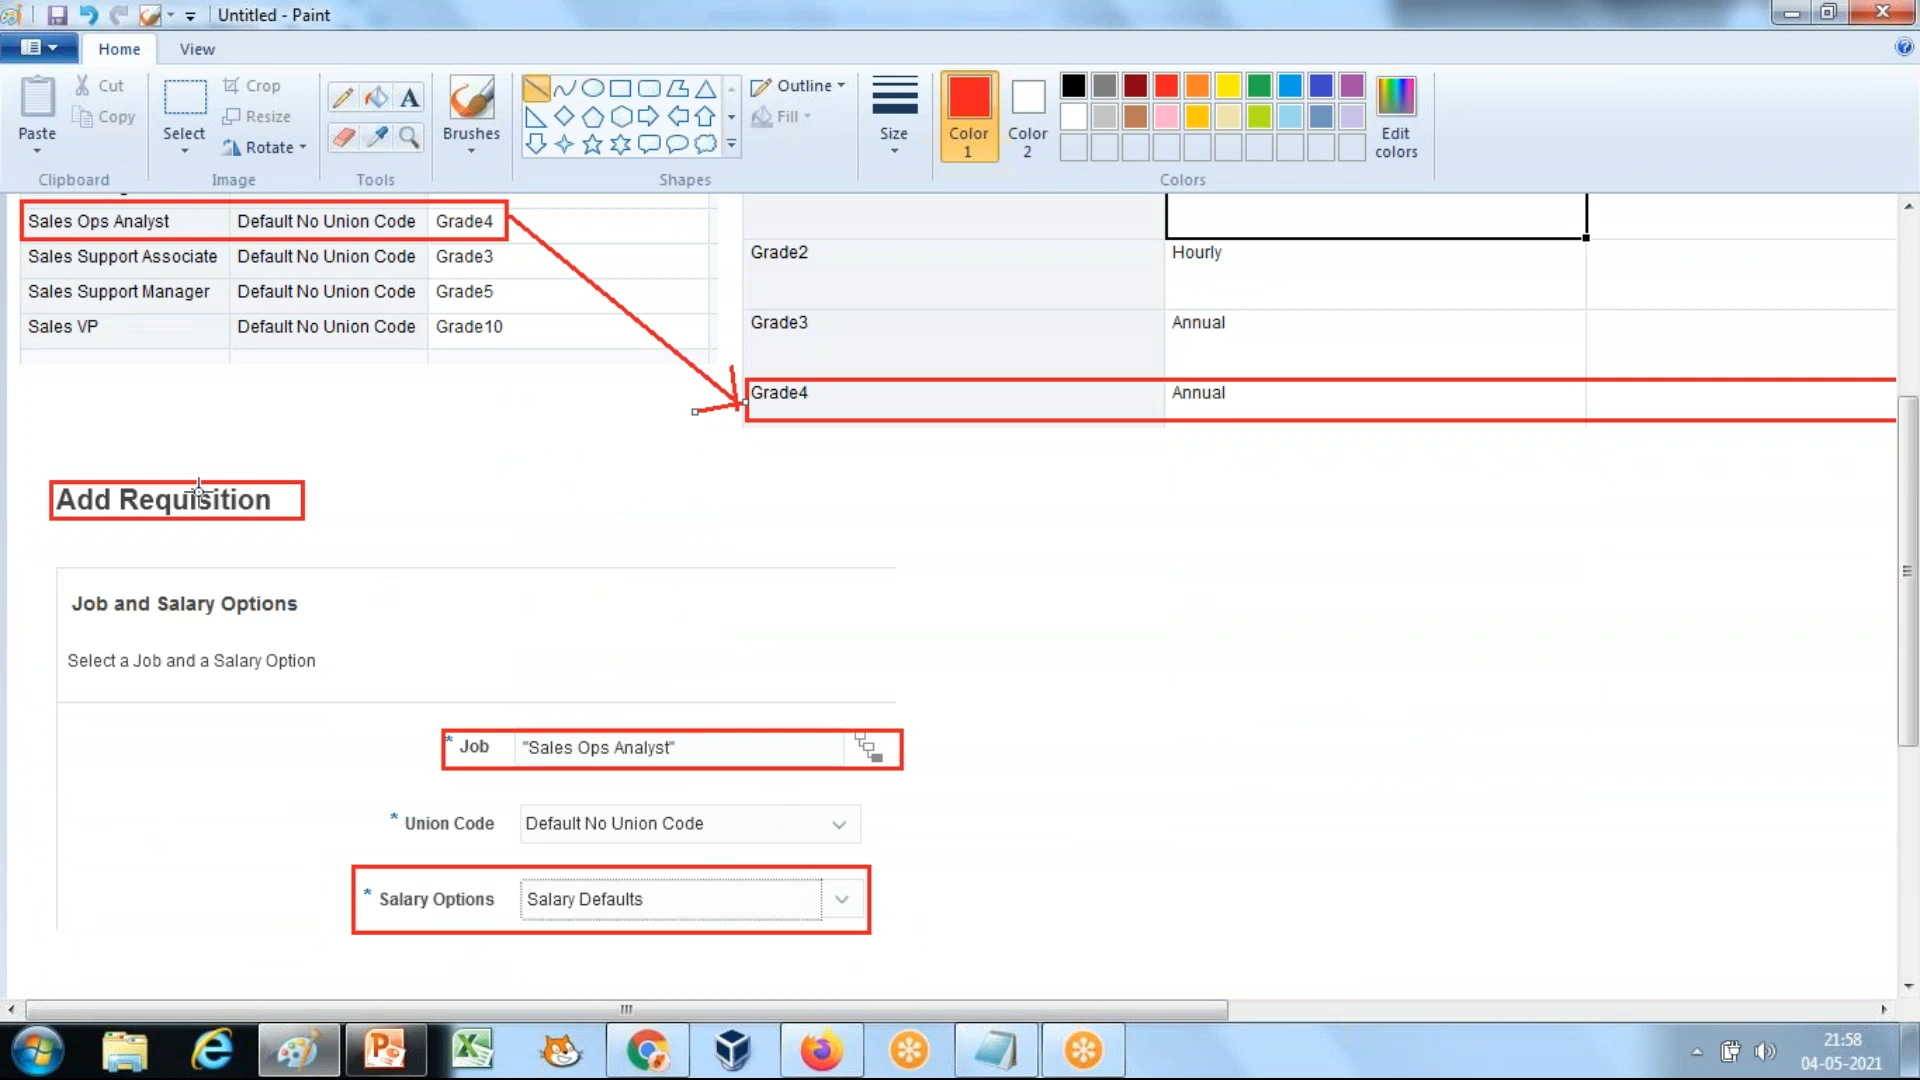 Untitled - Paint
Home View
Paste
Cut
Copy
Clipboard
Select
Crop
Resize
Rotate
Image
A
Tools
Brushes
Outline
Fill
Shapes
Size
Color 1
Color 2
Edit colors
Colors
Sales Ops Analyst Default No Union Code Grade4
Sales Support Associate Default No Union Code Grade3
Sales Support Manager Default No Union Code Grade5
Sales VP Default No Union Code Grade10
Grade2 Hourly
Grade3 Annual
Grade4 Annual
Add Requisition
Job and Salary Options
Select a Job and a Salary Option
* Job "Sales Ops Analyst"
* Union Code Default No Union Code
* Salary Options Salary Defaults
21:58
04-05-2021